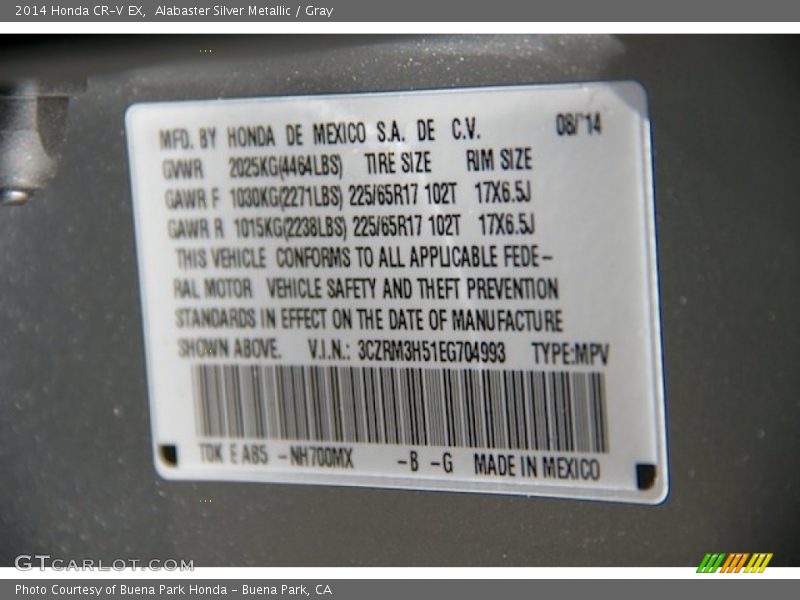 2014 Honda CR-V EX, Alabaster Silver Metallic / Gray
MFD. BY HONDA DE MEXICO S.A. DE C.V. 08/'14
GVWR 2025KG(4464LBS) TIRE SIZE RIM SIZE
GAWR F 1030KG(2271LBS) 225/65R17 102T 17X6.5J
GAWR R 1015KG(2238LBS) 225/65R17 102T 17X6.5J
THIS VEHICLE CONFORMS TO ALL APPLICABLE FEDE-
RAL MOTOR VEHICLE SAFETY AND THEFT PREVENTION
STANDARDS IN EFFECT ON THE DATE OF MANUFACTURE
SHOWN ABOVE. V.I.N.: 3CZRM3H51EG704993 TYPE:MPV
T0K E A85 -NH700MX -B -G MADE IN MEXICO
GTCARLOT.COM
Photo Courtesy of Buena Park Honda - Buena Park, CA